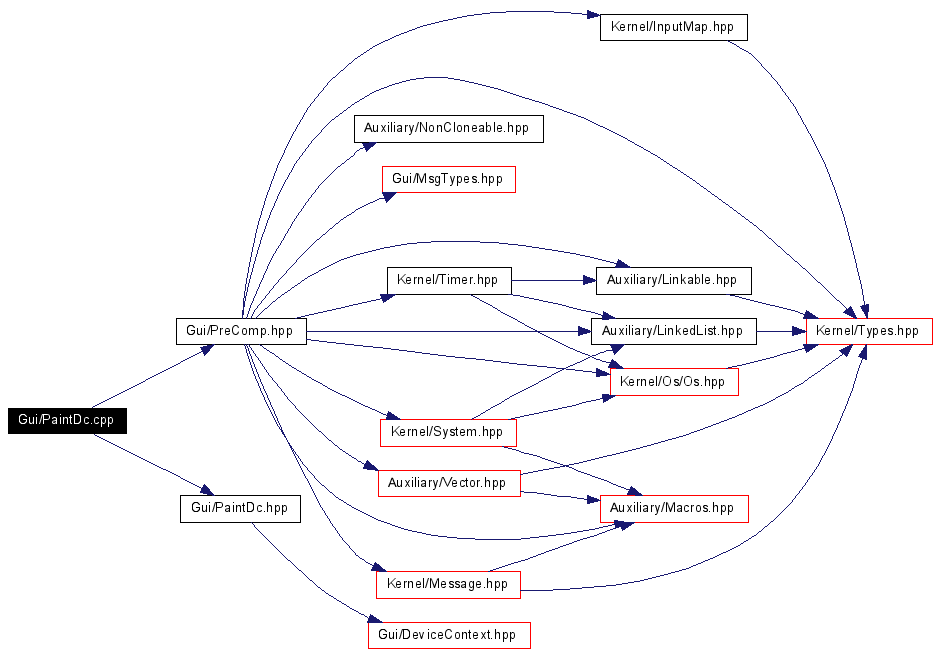 Kernel/InputMap.hpp
Auxiliary/NonCloneable.hpp
Gui/MsgTypes.hpp
Kernel/Timer.hpp
Auxiliary/Linkable.hpp
Gui/PreComp.hpp
Auxiliary/LinkedList.hpp
Kernel/Types.hpp
Kernel/Os/Os.hpp
Gui/PaintDc.cpp
Kernel/System.hpp
Auxiliary/Vector.hpp
Gui/PaintDc.hpp
Auxiliary/Macros.hpp
Kernel/Message.hpp
Gui/DeviceContext.hpp